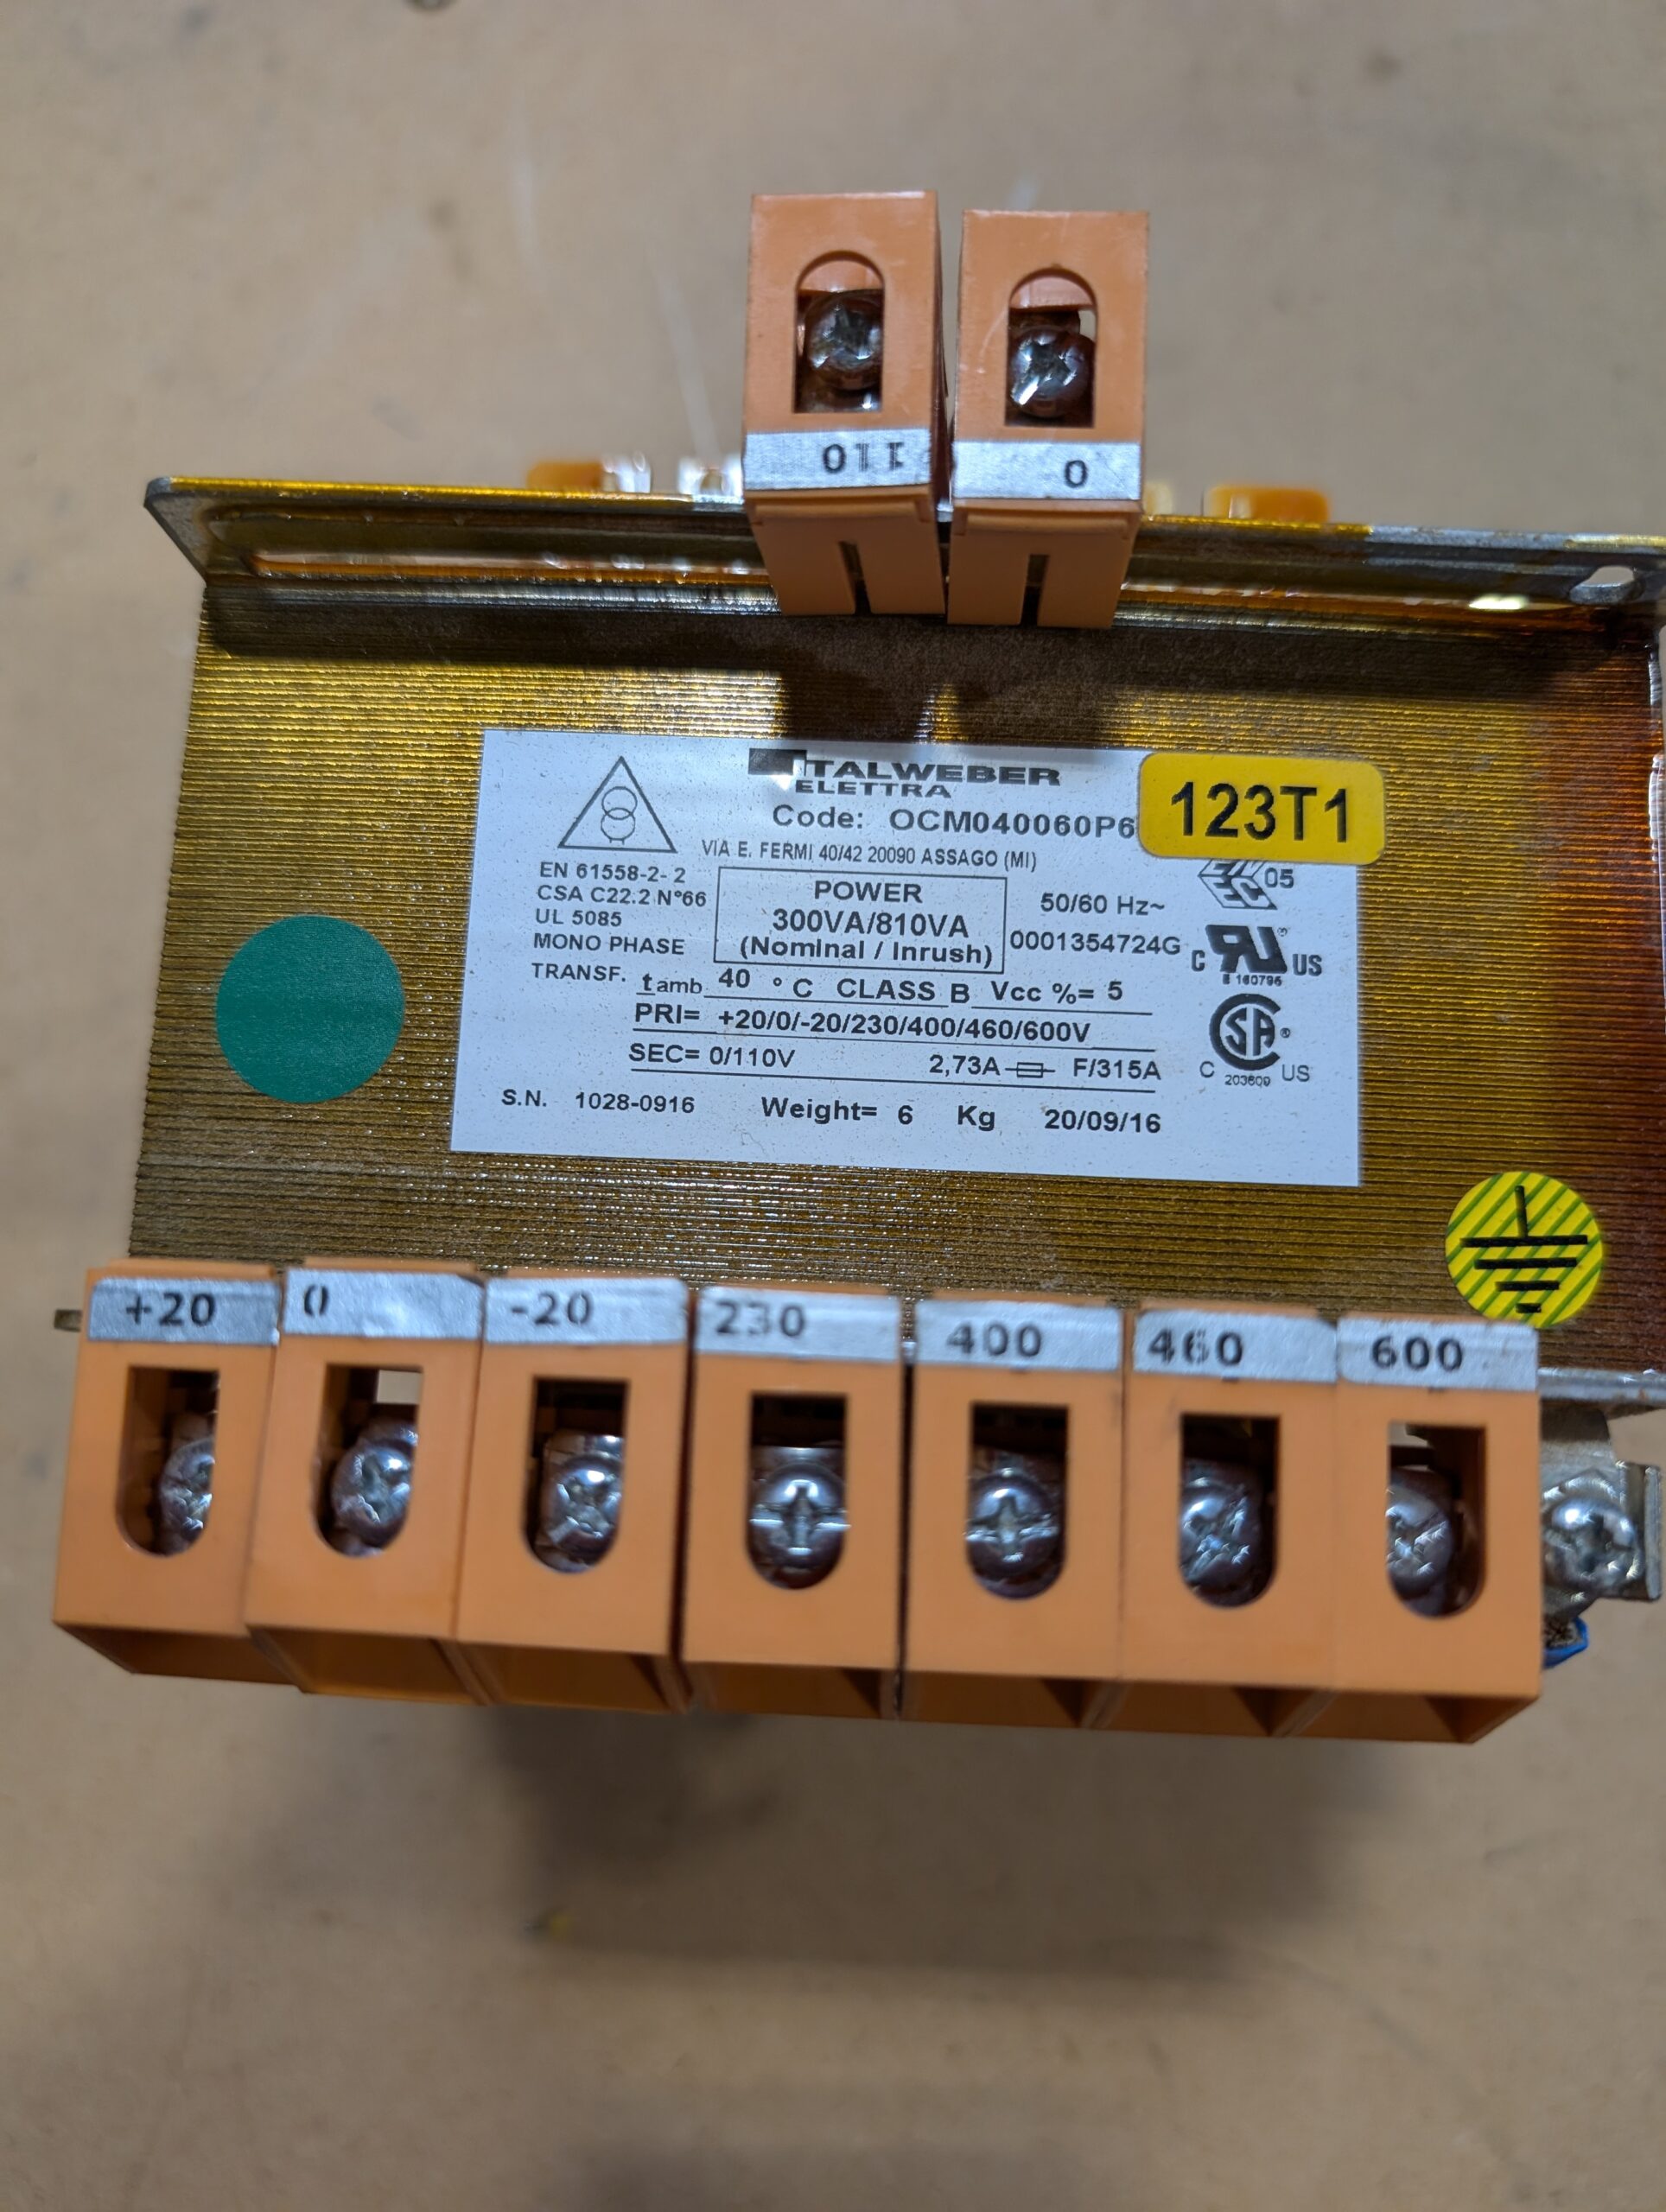 110
0
ITALWEBER
ELETTRA
123T1
Code: OCM040060P6
VIA E. FERMI 40/42 20090 ASSAGO (MI)
EN 61558-2-2
CSA C22.2 N°66
UL 5085
MONO PHASE
TRANSF.
POWER
300VA/810VA
(Nominal / Inrush)
50/60 Hz~
0001354724G
05
C UR ® US
E 160796
tamb 40 °C CLASS B Vcc %= 5
PRI= +20/0/-20/230/400/460/600V
SEC= 0/110V 2,73A F/315A
CSA ®
C 203609 US
S.N. 1028-0916 Weight= 6 Kg 20/09/16
+20 0 -20 230 400 460 600